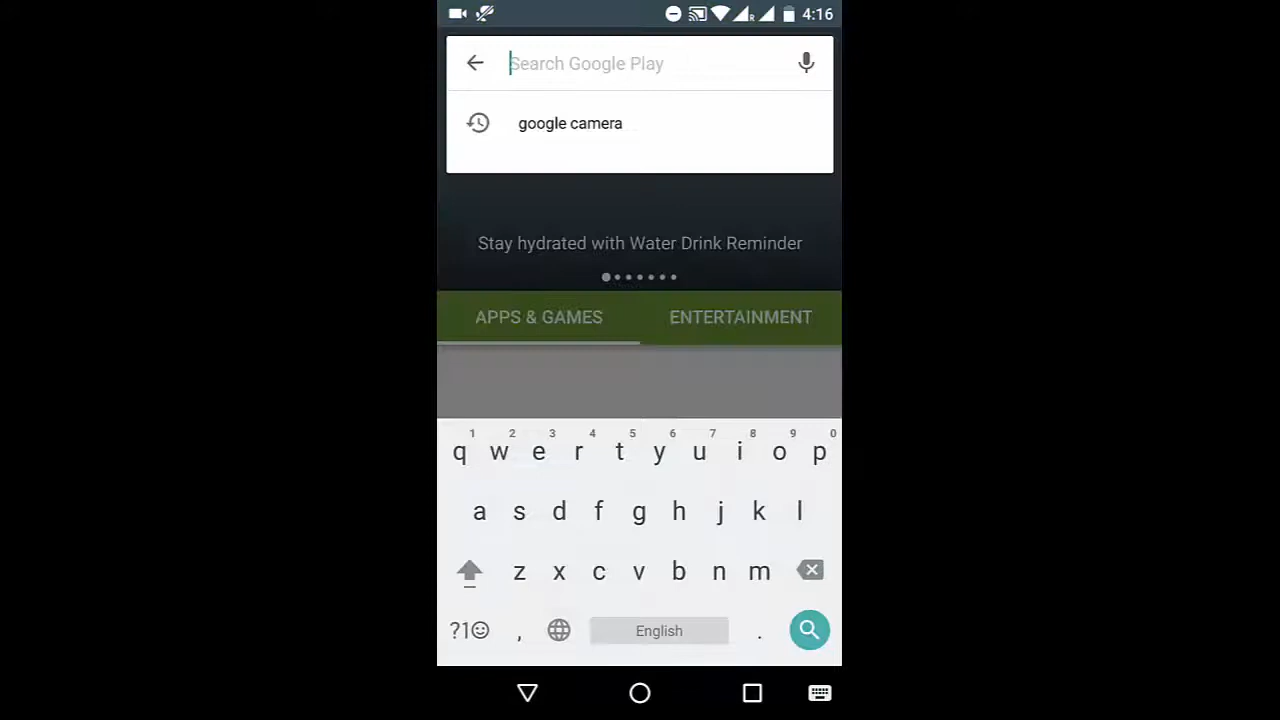 4:16
Search Google Play
google camera
Stay hydrated with Water Drink Reminder
APPS & GAMES ENTERTAINMENT
1 2 3 4 5 6 7 8 9 0
q w e r t y u i o p
a s d f g h j k l
z x c v b n m
?1☺ , English .